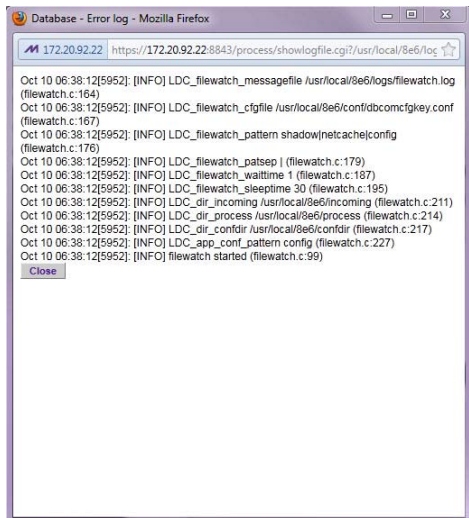 Database - Error log - Mozilla Firefox
172.20.92.22 https://172.20.92.22:8843/process/showlogfile.cgi?/usr/local/8e6/log
Oct 10 06:38:12[5952]: [INFO] LDC_filewatch_messagefile /usr/local/8e6/logs/filewatch.log
(filewatch.c:164)
Oct 10 06:38:12[5952]: [INFO] LDC_filewatch_cfgfile /usr/local/8e6/conf/dbcomcfgkey.conf
(filewatch.c:167)
Oct 10 06:38:12[5952]: [INFO] LDC_filewatch_pattern shadow|netcache|config
(filewatch.c:176)
Oct 10 06:38:12[5952]: [INFO] LDC_filewatch_patsep | (filewatch.c:179)
Oct 10 06:38:12[5952]: [INFO] LDC_filewatch_waittime 1 (filewatch.c:187)
Oct 10 06:38:12[5952]: [INFO] LDC_filewatch_sleeptime 30 (filewatch.c:195)
Oct 10 06:38:12[5952]: [INFO] LDC_dir_incoming /usr/local/8e6/incoming (filewatch.c:211)
Oct 10 06:38:12[5952]: [INFO] LDC_dir_process /usr/local/8e6/process (filewatch.c:214)
Oct 10 06:38:12[5952]: [INFO] LDC_dir_confdir /usr/local/8e6/confdir (filewatch.c:217)
Oct 10 06:38:12[5952]: [INFO] LDC_app_conf_pattern config (filewatch.c:227)
Oct 10 06:38:12[5952]: [INFO] filewatch started (filewatch.c:99)
Close